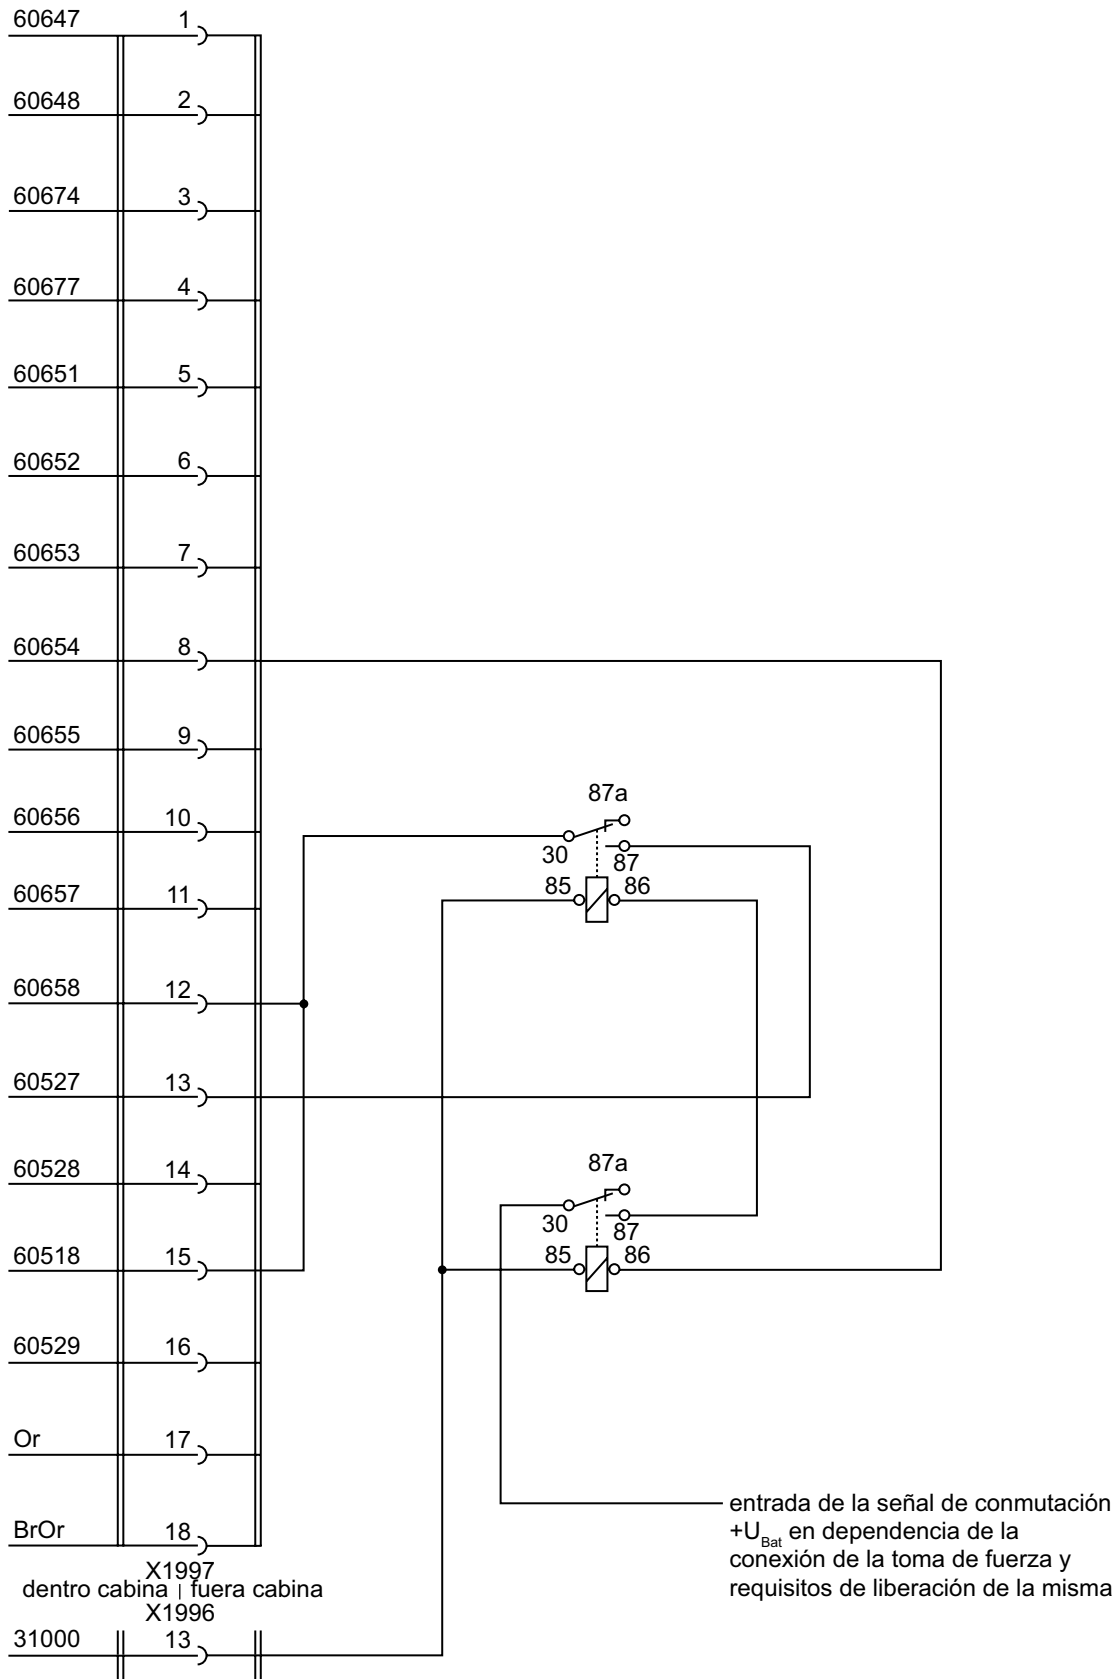 60647 1
60648 2
60674 3
60677 4
60651 5
60652 6
60653 7
60654 8
60655 9
87a
60656 10
30 87
60657 11
85 86
60658 12
60527 13
87a
60528 14
30 87
60518 15
85 86
60529 16
Or 17
entrada de la señal de conmutación
+UBat en dependencia de la
conexión de la toma de fuerza y
requisitos de liberación de la misma
BrOr 18
X1997
dentro cabina | fuera cabina
X1996
31000 13